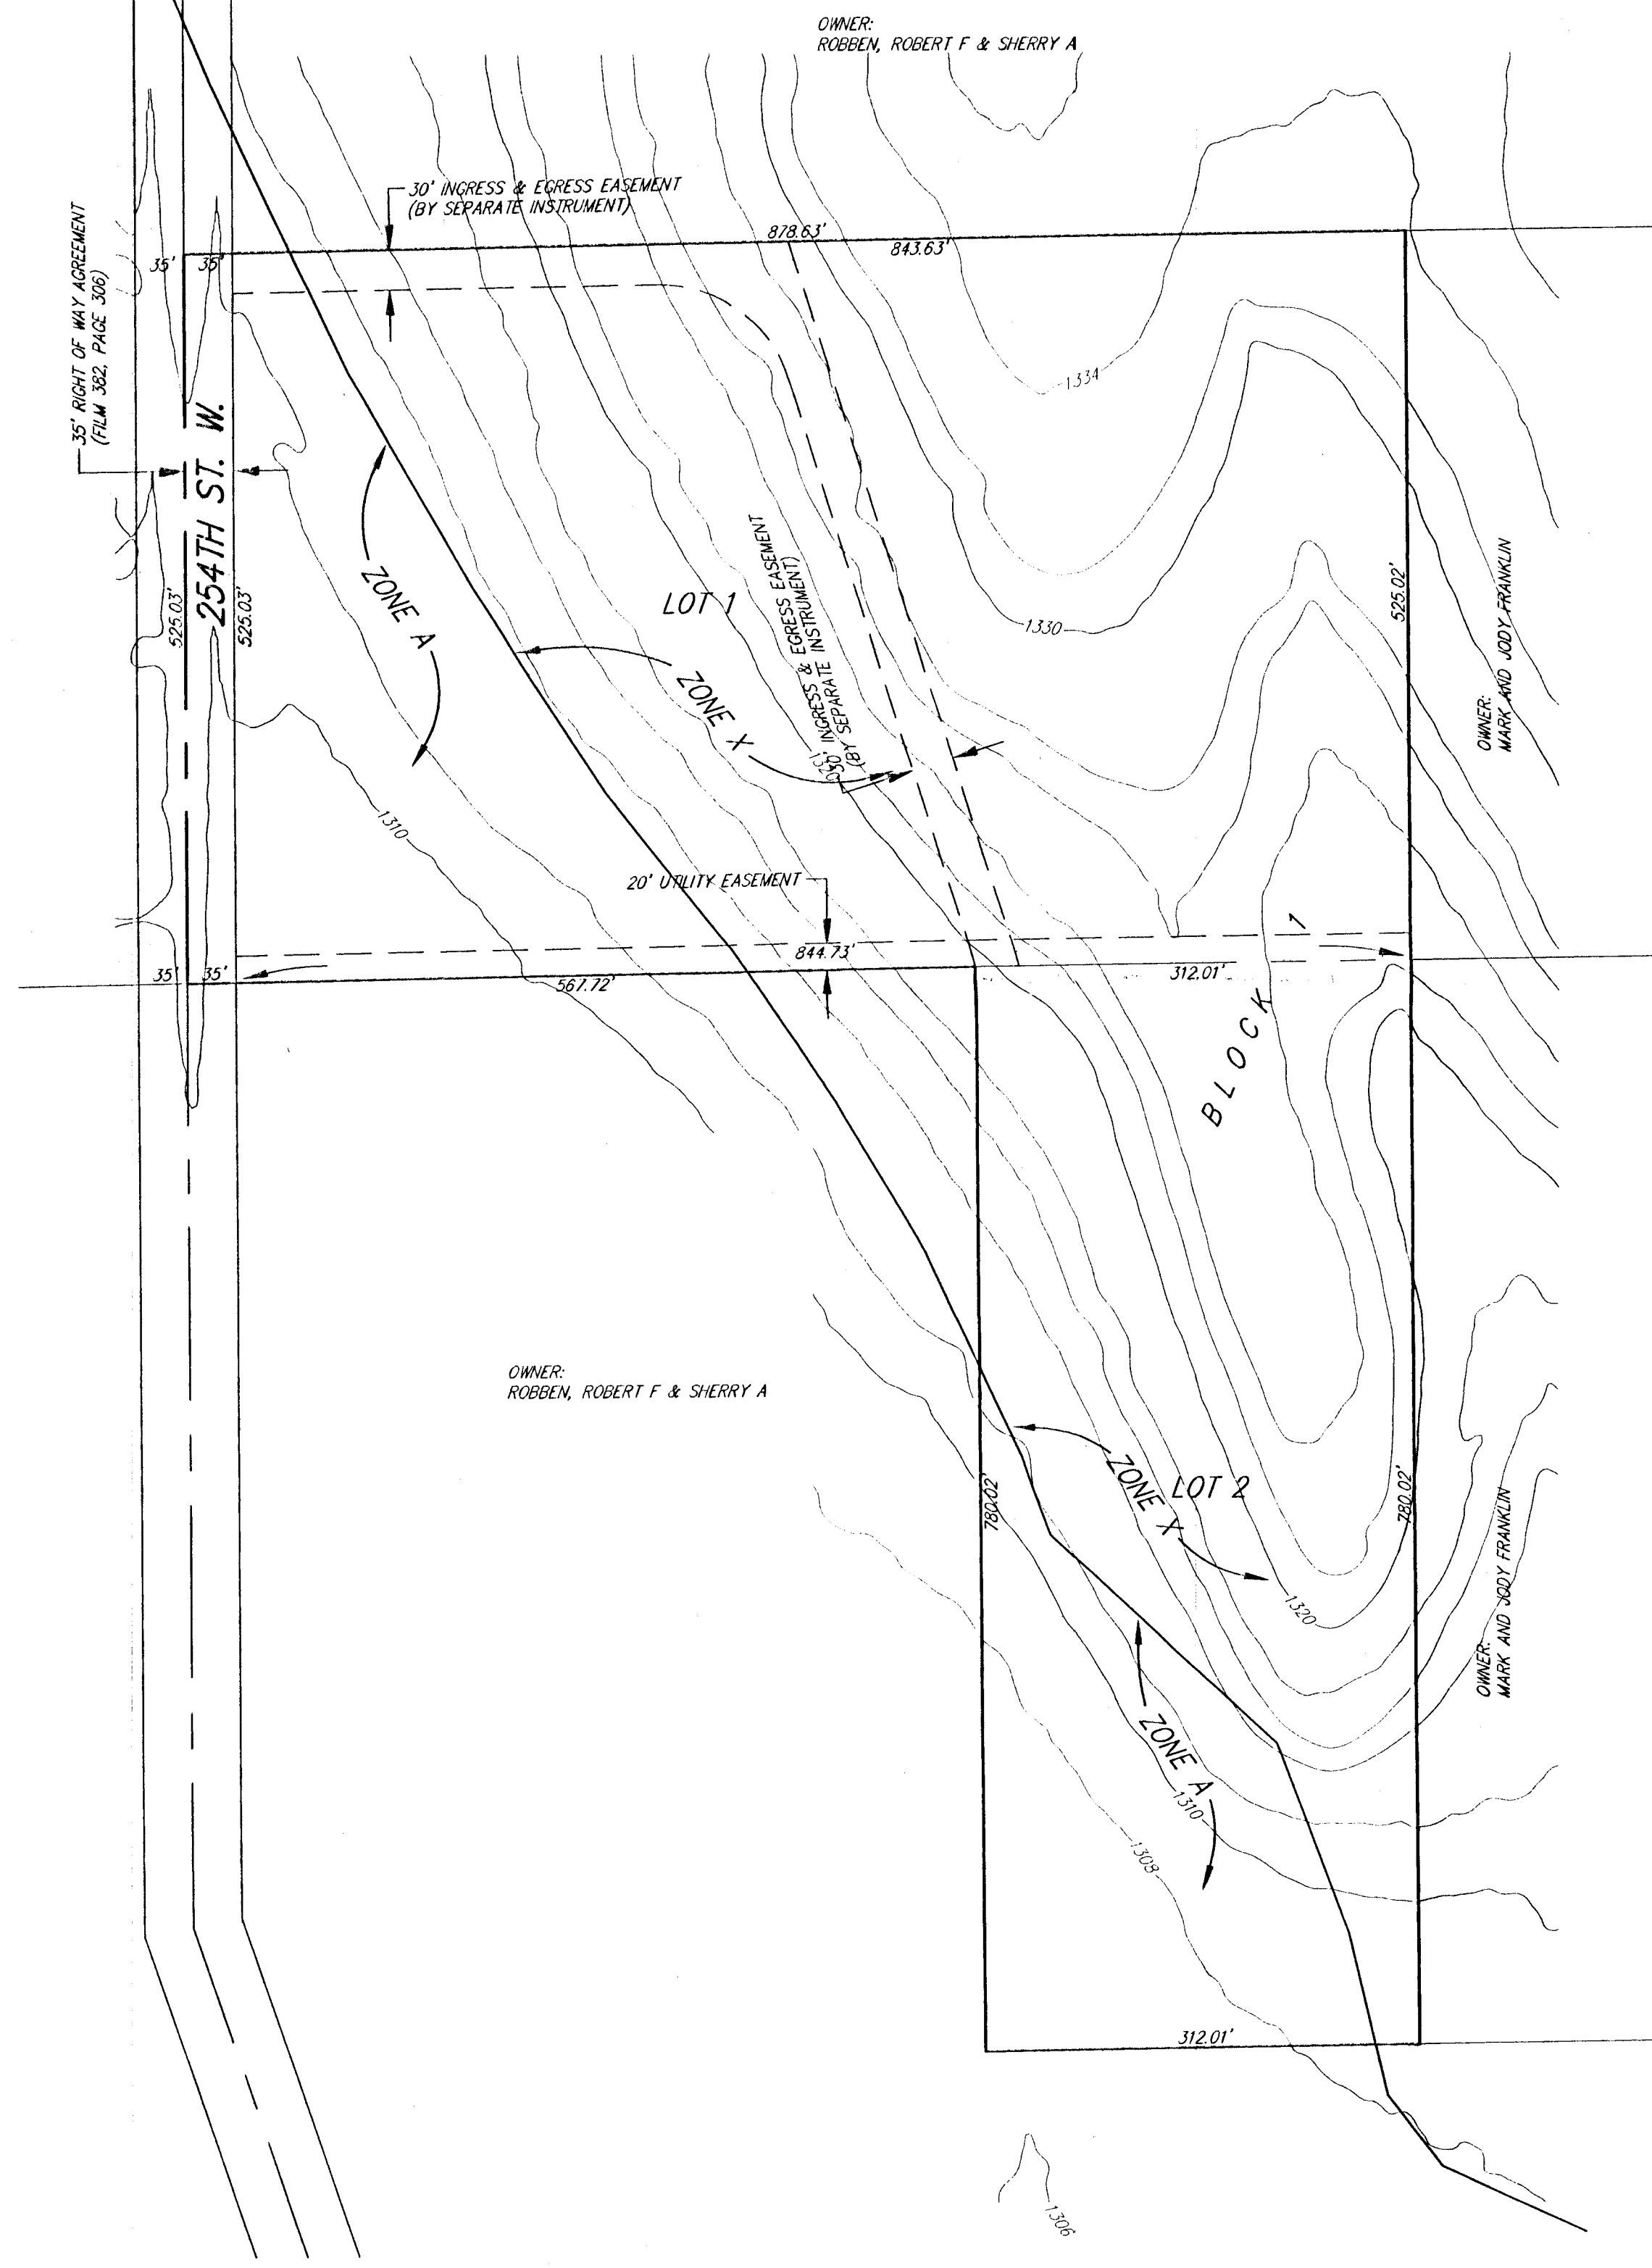 OWNER:
ROBBEN, ROBERT F & SHERRY A
30' INGRESS & EGRESS EASEMENT
(BY SEPARATE INSTRUMENT)
878.63'
843.63'
35'
35'
35' RIGHT OF WAY AGREEMENT
(FILM 382, PAGE 306)
1334
254TH ST. W.
525.03'
525.03'
ZONE A
LOT 1
ZONE X
30' INGRESS & EGRESS EASEMENT
(BY SEPARATE INSTRUMENT)
1330
525.02'
OWNER:
MARK AND JODY FRANKLIN
1310
20' UTILITY EASEMENT
844.73'
35'
35'
567.72'
312.01'
BLOCK 1
OWNER:
ROBBEN, ROBERT F & SHERRY A
780.02'
ZONE X
LOT 2
780.02'
1320
OWNER:
MARK AND JODY FRANKLIN
ZONE A
1310
1308
312.01'
1306